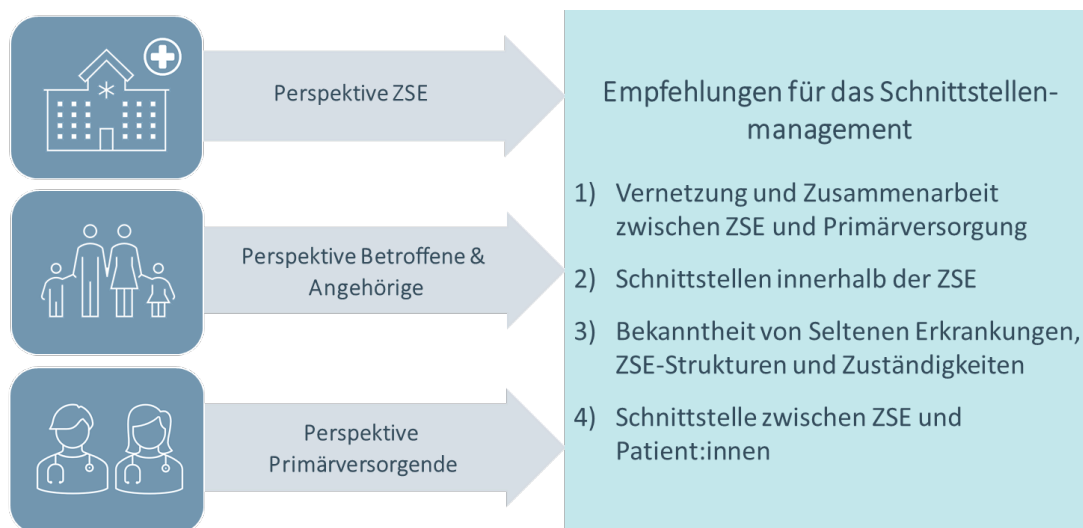 Perspektive ZSE
Perspektive Betroffene &
Angehörige
Perspektive
Primärversorgende
Empfehlungen für das Schnittstellen-
management
1) Vernetzung und Zusammenarbeit
zwischen ZSE und Primärversorgung
2) Schnittstellen innerhalb der ZSE
3) Bekanntheit von Seltenen Erkrankungen,
ZSE-Strukturen und Zuständigkeiten
4) Schnittstelle zwischen ZSE und
Patient:innen